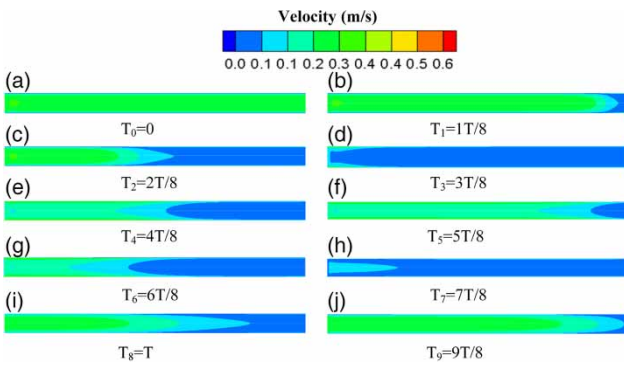 Velocity (m/s)
0.0 0.1 0.1 0.2 0.2 0.3 0.4 0.4 0.5 0.6
(a)
T₀=0
(b)
T₁=1T/8
(c)
T₂=2T/8
(d)
T₃=3T/8
(e)
T₄=4T/8
(f)
T₅=5T/8
(g)
T₆=6T/8
(h)
T₇=7T/8
(i)
T₈=T
(j)
T₉=9T/8